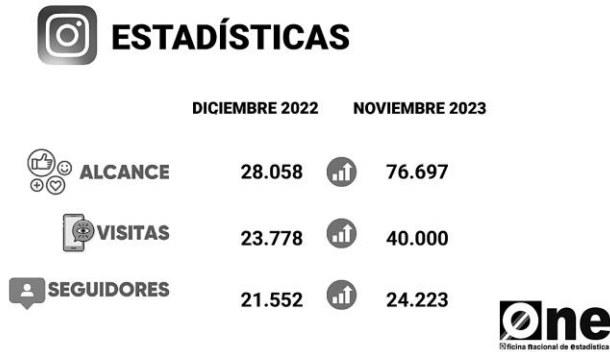 ESTADÍSTICAS
DICIEMBRE 2022 NOVIEMBRE 2023
ALCANCE 28.058 76.697
VISITAS 23.778 40.000
SEGUIDORES 21.552 24.223
One
Oficina Nacional de Estadística